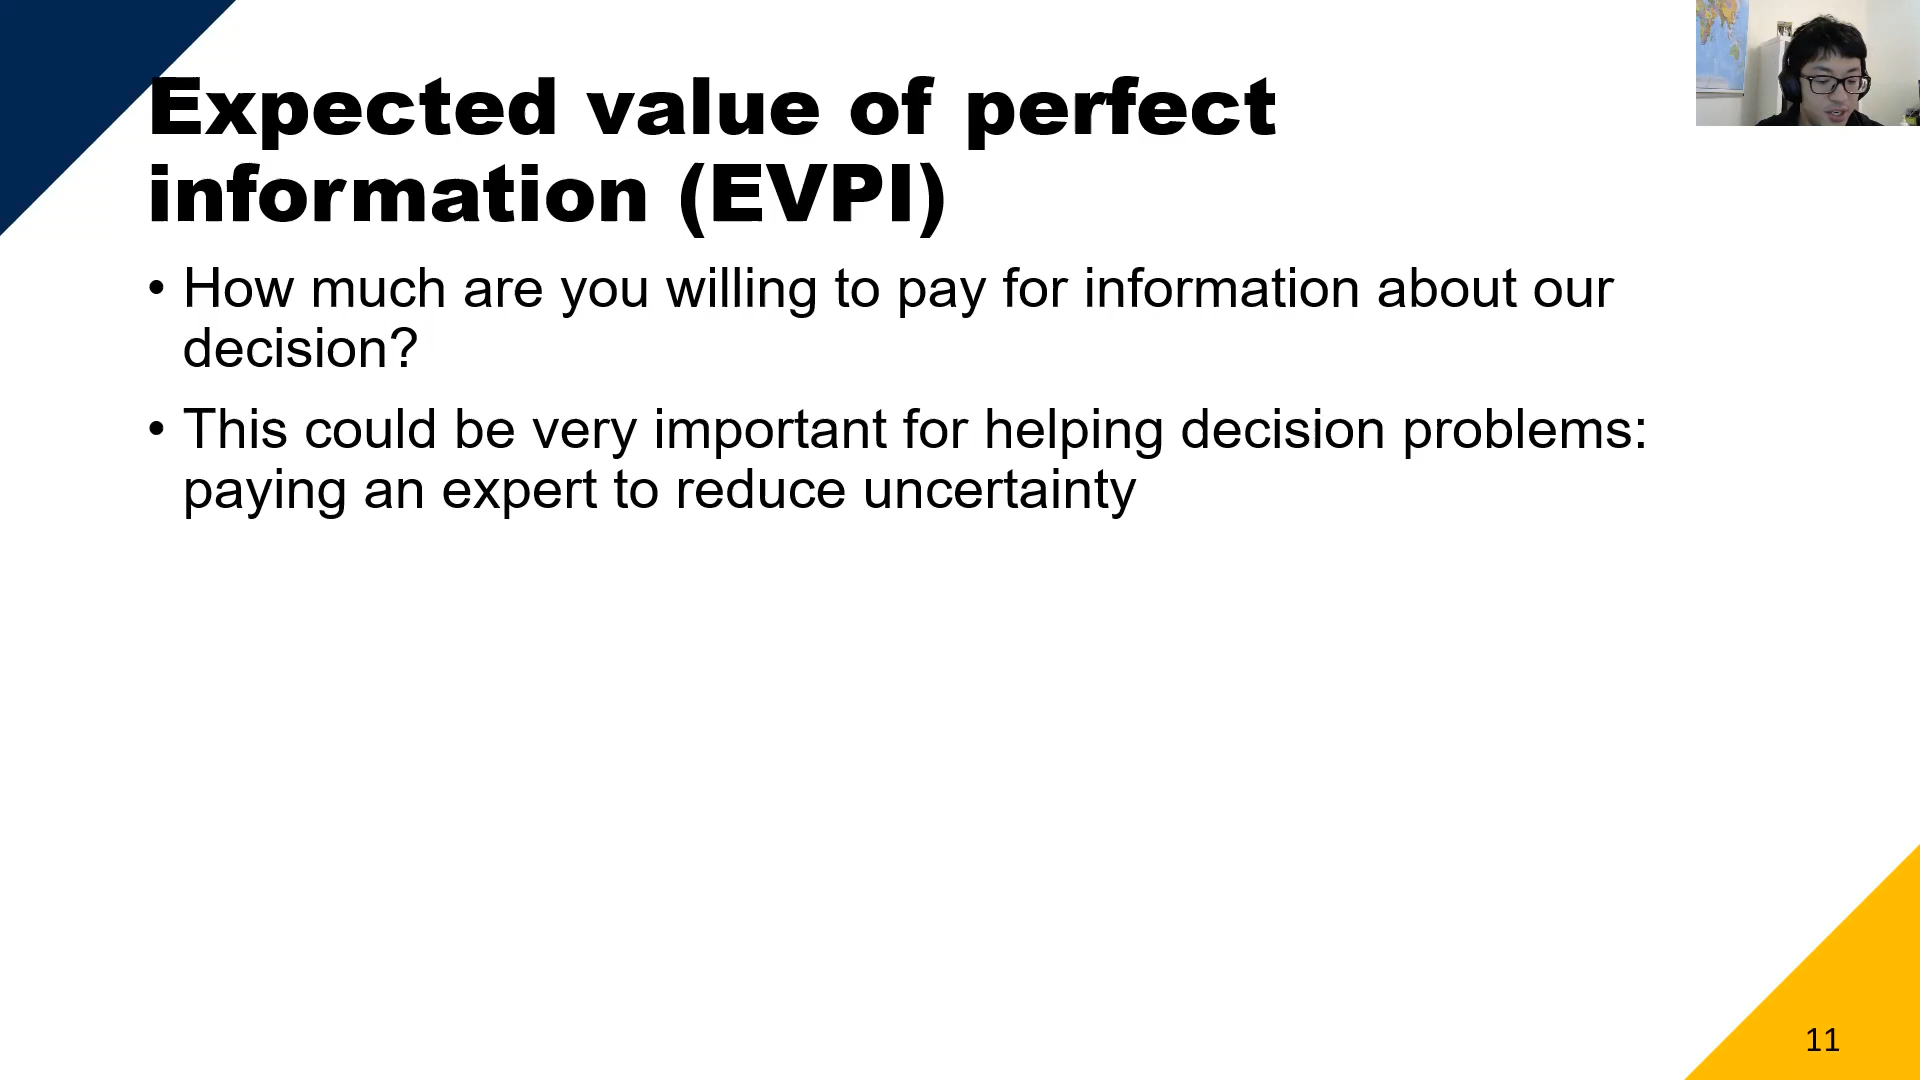 Expected value of perfect
information (EVPI)
• How much are you willing to pay for information about our
decision?
• This could be very important for helping decision problems:
paying an expert to reduce uncertainty
11